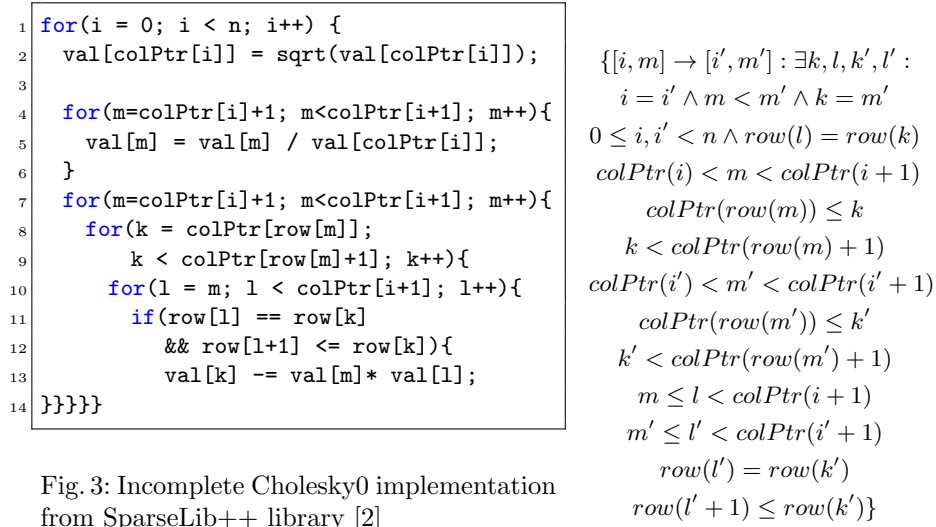 1 for(i = 0; i < n; i++) {
2   val[colPtr[i]] = sqrt(val[colPtr[i]]);
3
4   for(m=colPtr[i]+1; m<colPtr[i+1]; m++){
5     val[m] = val[m] / val[colPtr[i]];
6   }
7   for(m=colPtr[i]+1; m<colPtr[i+1]; m++){
8     for(k = colPtr[row[m]];
9         k < colPtr[row[m]+1]; k++){
10       for(l = m; l < colPtr[i+1]; l++){
11         if(row[l] == row[k]
12           && row[l+1] <= row[k]){
13           val[k] -= val[m]* val[l];
14 }}}}}
Fig. 3: Incomplete Cholesky0 implementation
from SparseLib++ library [2]
{[i, m] → [i′, m′] : ∃k, l, k′, l′ :
i = i′ ∧ m < m′ ∧ k = m′
0 ≤ i, i′ < n ∧ row(l) = row(k)
colPtr(i) < m < colPtr(i + 1)
colPtr(row(m)) ≤ k
k < colPtr(row(m) + 1)
colPtr(i′) < m′ < colPtr(i′ + 1)
colPtr(row(m′)) ≤ k′
k′ < colPtr(row(m′) + 1)
m ≤ l < colPtr(i + 1)
m′ ≤ l′ < colPtr(i′ + 1)
row(l′) = row(k′)
row(l′ + 1) ≤ row(k′)}